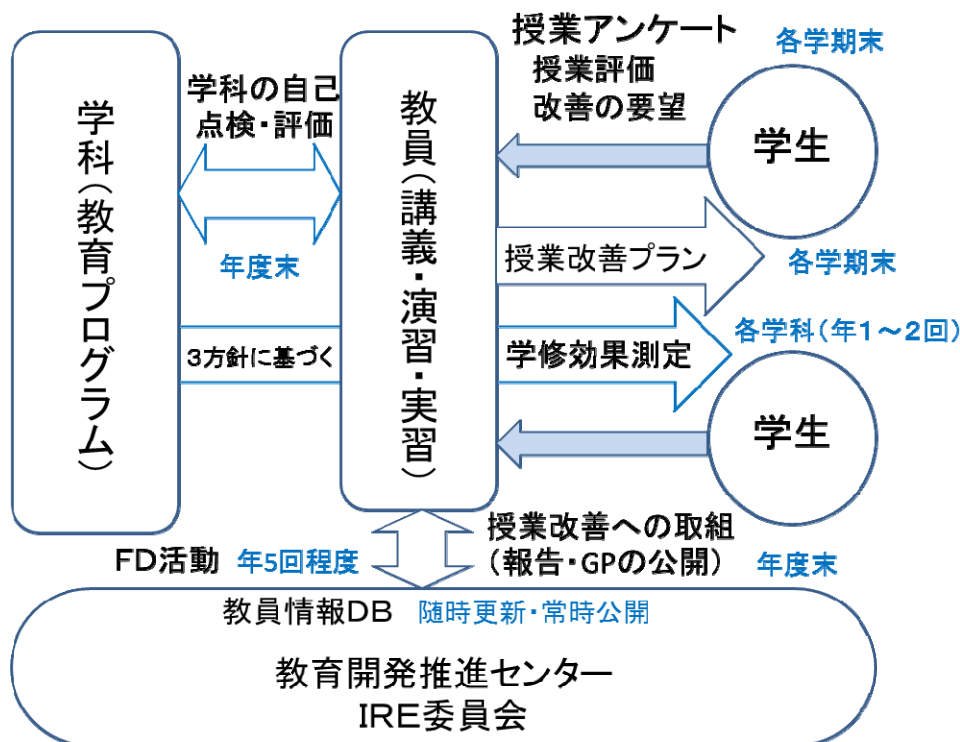 学科(教育プログラム)
学科の自己
点検・評価
年度末
3方針に基づく
教員(講義・演習・実習)
授業アンケート
授業評価
改善の要望
各学期末
学生
授業改善プラン
各学期末
各学科(年1～2回)
学修効果測定
学生
FD活動 年5回程度
授業改善への取組
(報告・GPの公開) 年度末
教員情報DB 随時更新・常時公開
教育開発推進センター
IRE委員会